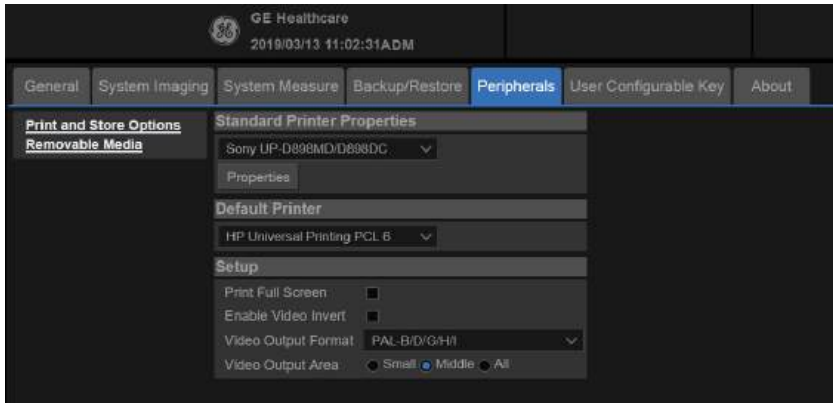 GE Healthcare
2019/03/13 11:02:31ADM
General System Imaging System Measure Backup/Restore Peripherals User Configurable Key About
Print and Store Options
Removable Media
Standard Printer Properties
Sony UP-D898MD/D898DC
Properties
Default Printer
HP Universal Printing PCL 6
Setup
Print Full Screen
Enable Video Invert
Video Output Format PAL-B/D/G/H/I
Video Output Area Small Middle All